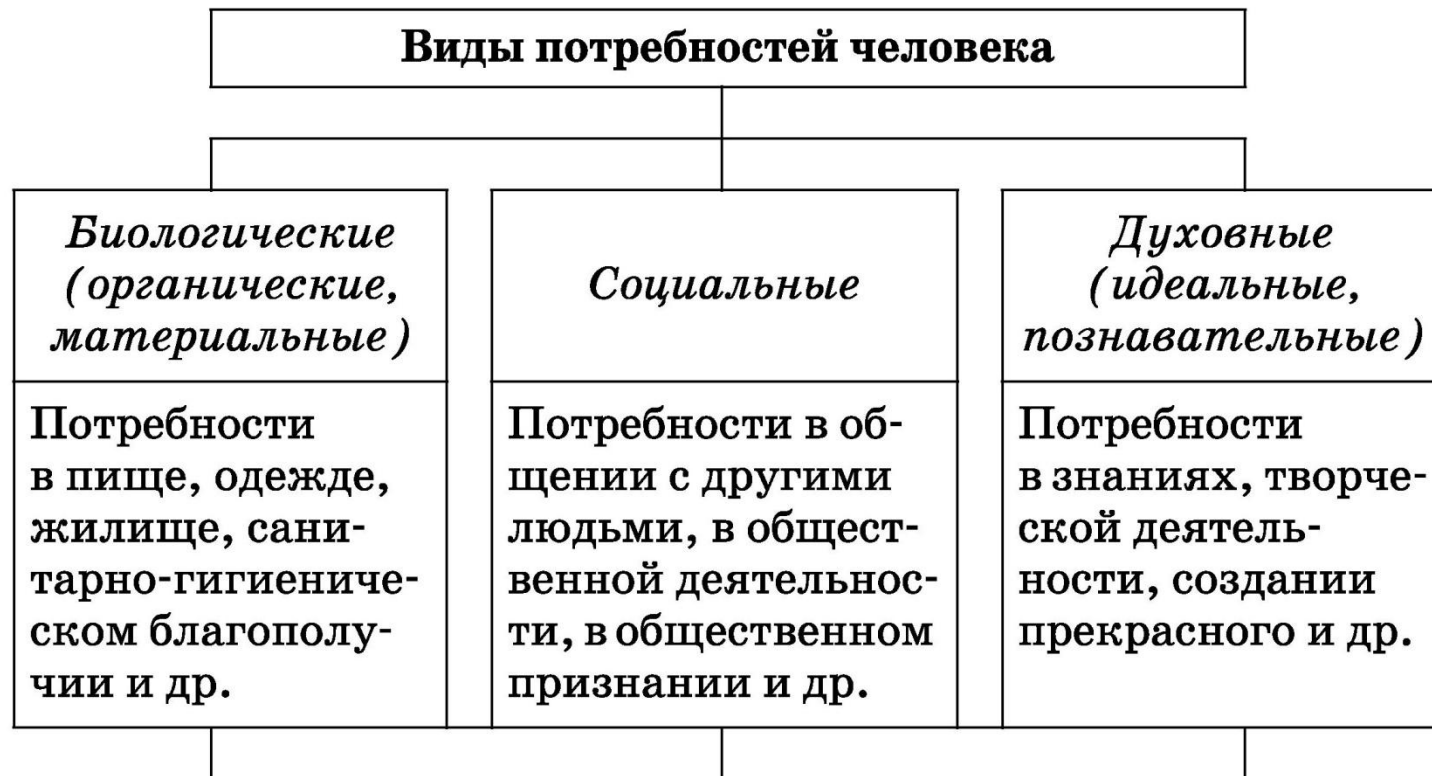 Виды потребностей человека
Биологические
(органические,
материальные)
Социальные
Духовные
(идеальные,
познавательные)
Потребности
в пище, одежде,
жилище, сани-
тарно-гигиениче-
ском благополу-
чии и др.
Потребности в об-
щении с другими
людьми, в общест-
венной деятельнос-
ти, в общественном
признании и др.
Потребности
в знаниях, творче-
ской деятель-
ности, создании
прекрасного и др.